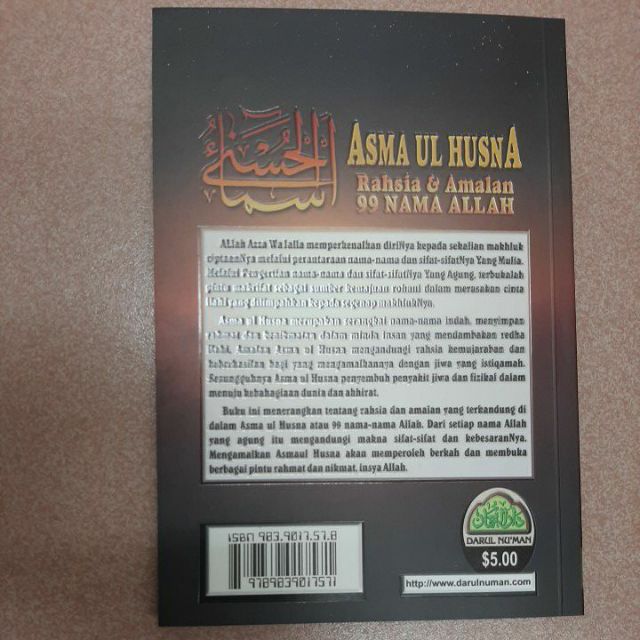 أسماء الحسنى
ASMA UL HUSNA
Rahsia & Amalan
99 NAMA ALLAH
ALlah Azza Wa Jalla memperkenalkan diriNya kepada sekalian makhluk
ciptaanNya melalui perantaraan nama-nama dan sifat-sifatNya Yang Mulia.
Melalui Pengertian nama-nama dan sifat-sifatNya Yang Agung, terbukalah
pintu makrifat sebagai sumber kemajuan rohani dalam merasakan cinta
Ilahi yang dilimpahkan kepada segenap makhlukNya.
Asma ul Husna merupakan serangkai nama-nama indah, menyimpan
rahmat dan kenikmatan dalam minda insan yang mendambakan redha
Ilahi. Amalan Asma ul Husna mengandungi rahsia kemujaraban dan
keberkesilan bagi yang mengamalkannya dengan jiwa yang istiqamah.
Sesungguhnya Asma ul Husna penyembuh penyakit jiwa dan fizikal dalam
menuju kebahagiaan dunia dan akhirat.
Buku ini menerangkan tentang rahsia dan amalan yang terkandung di
dalam Asma ul Husna atau 99 nama-nama Allah. Dari setiap nama Allah
yang agung itu mengandungi makna sifat-sifat dan kebesaranNya.
Mengamalkan Asmaul Husna akan memperoleh berkah dan membuka
berbagai pintu rahmat dan nikmat, insya Allah.
ISBN 983.9017.57.8
9789839017571
DARUL NU'MAN
$5.00
http://www.darulnuman.com